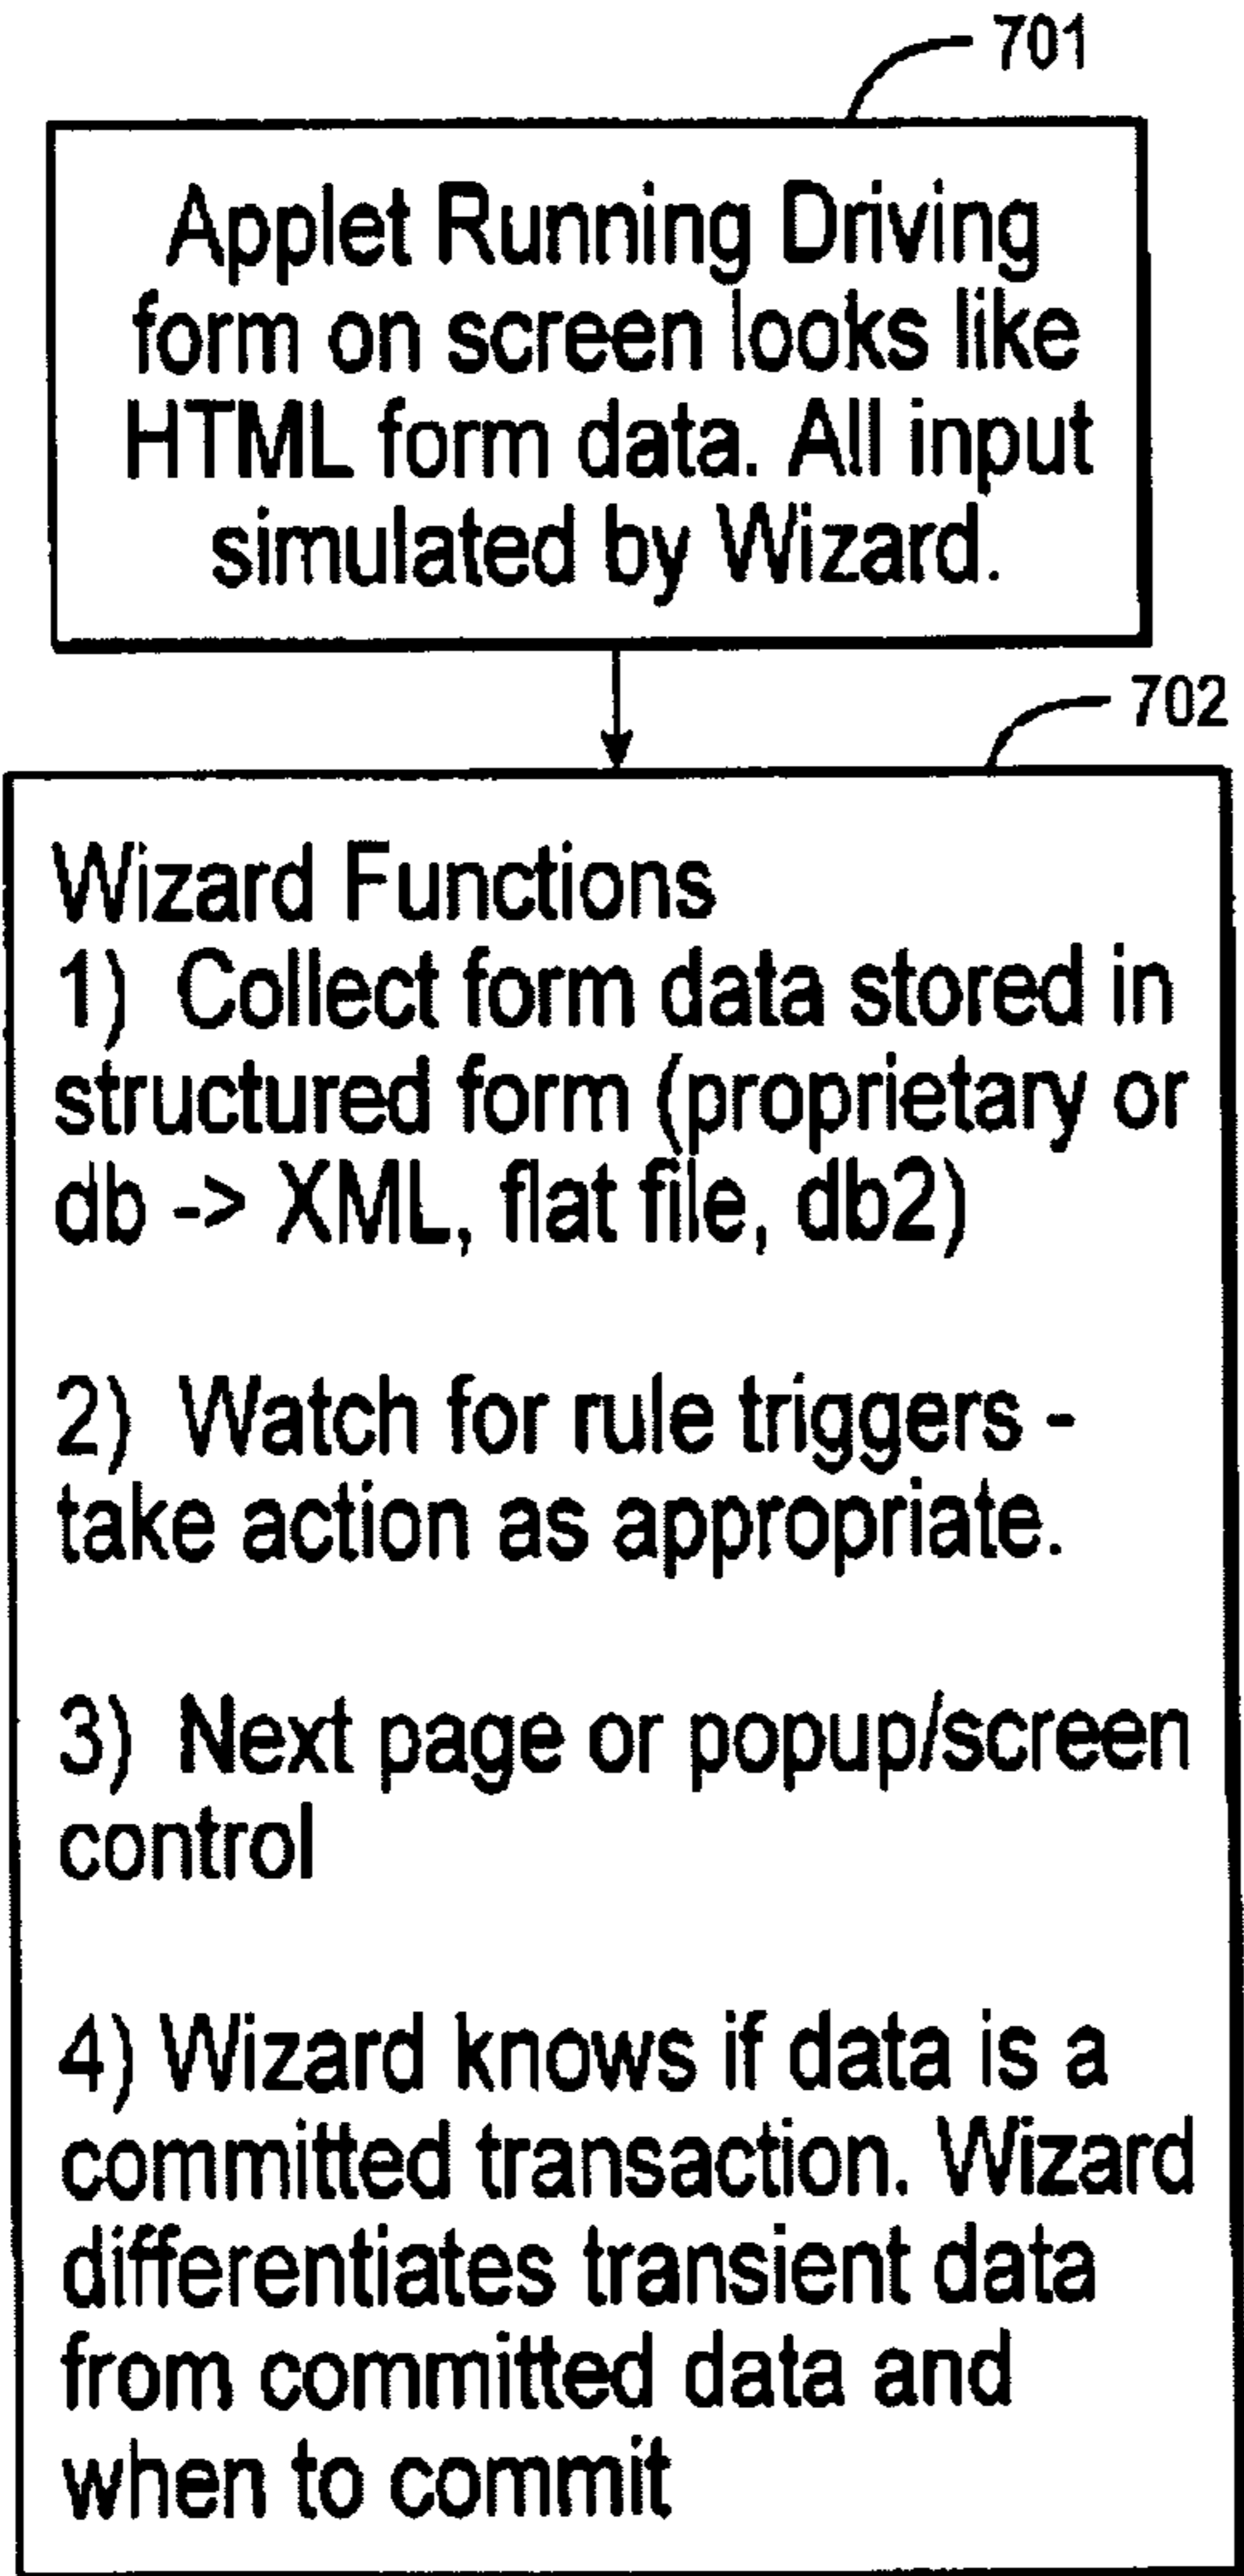 701
Applet Running Driving
form on screen looks like
HTML form data. All input
simulated by Wizard.
702
Wizard Functions
1) Collect form data stored in
structured form (proprietary or
db -> XML, flat file, db2)
2) Watch for rule triggers -
take action as appropriate.
3) Next page or popup/screen
control
4) Wizard knows if data is a
committed transaction. Wizard
differentiates transient data
from committed data and
when to commit